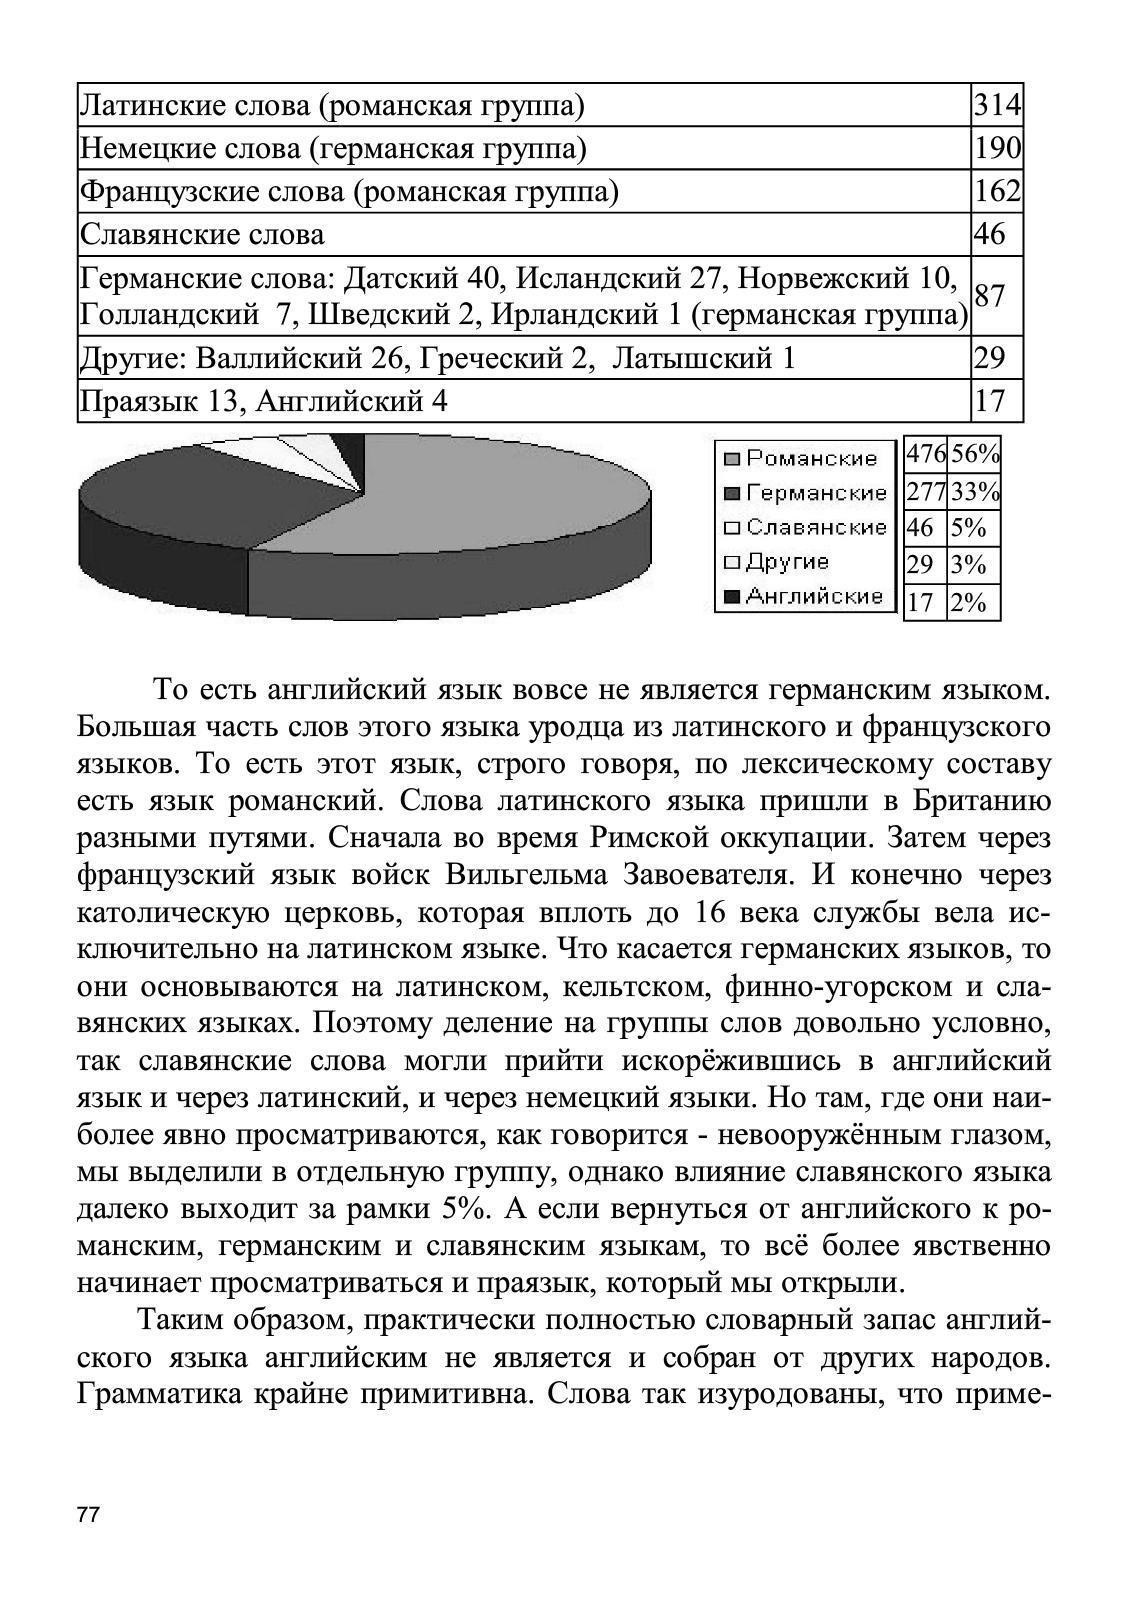 Латинские слова (романская группа) 314
Немецкие слова (германская группа) 190
Французские слова (романская группа) 162
Славянские слова 46
Германские слова: Датский 40, Исландский 27, Норвежский 10,
Голландский 7, Шведский 2, Ирландский 1 (германская группа) 87
Другие: Валлийский 26, Греческий 2, Латышский 1 29
Праязык 13, Английский 4 17
Романские 476 56%
Германские 277 33%
Славянские 46 5%
Другие 29 3%
Английские 17 2%
То есть английский язык вовсе не является германским языком.
Большая часть слов этого языка уродца из латинского и французского
языков. То есть этот язык, строго говоря, по лексическому составу
есть язык романский. Слова латинского языка пришли в Британию
разными путями. Сначала во время Римской оккупации. Затем через
французский язык войск Вильгельма Завоевателя. И конечно через
католическую церковь, которая вплоть до 16 века службы вела ис-
ключительно на латинском языке. Что касается германских языков, то
они основываются на латинском, кельтском, финно-угорском и сла-
вянских языках. Поэтому деление на группы слов довольно условно,
так славянские слова могли прийти искорёжившись в английский
язык и через латинский, и через немецкий языки. Но там, где они наи-
более явно просматриваются, как говорится - невооружённым глазом,
мы выделили в отдельную группу, однако влияние славянского языка
далеко выходит за рамки 5%. А если вернуться от английского к ро-
манским, германским и славянским языкам, то всё более явственно
начинает просматриваться и праязык, который мы открыли.
Таким образом, практически полностью словарный запас англий-
ского языка английским не является и собран от других народов.
Грамматика крайне примитивна. Слова так изуродованы, что приме-
77